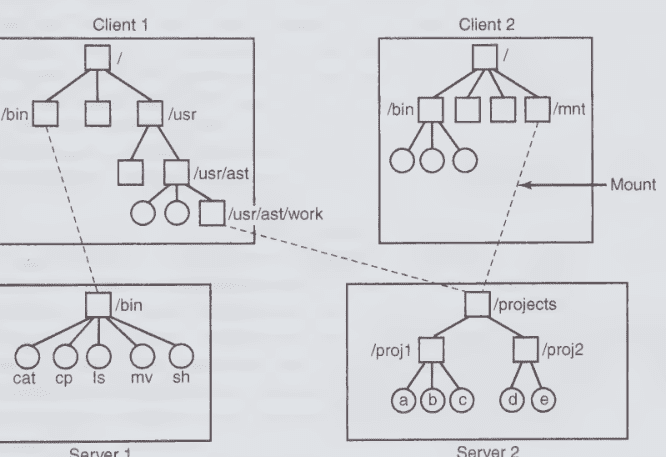 Client 1
Client 2
/
/
/bin
/usr
/bin
/mnt
/usr/ast
Mount
/usr/ast/work
/bin
/projects
/proj1
/proj2
cat cp ls mv sh
a b c d e
Server 1
Server 2